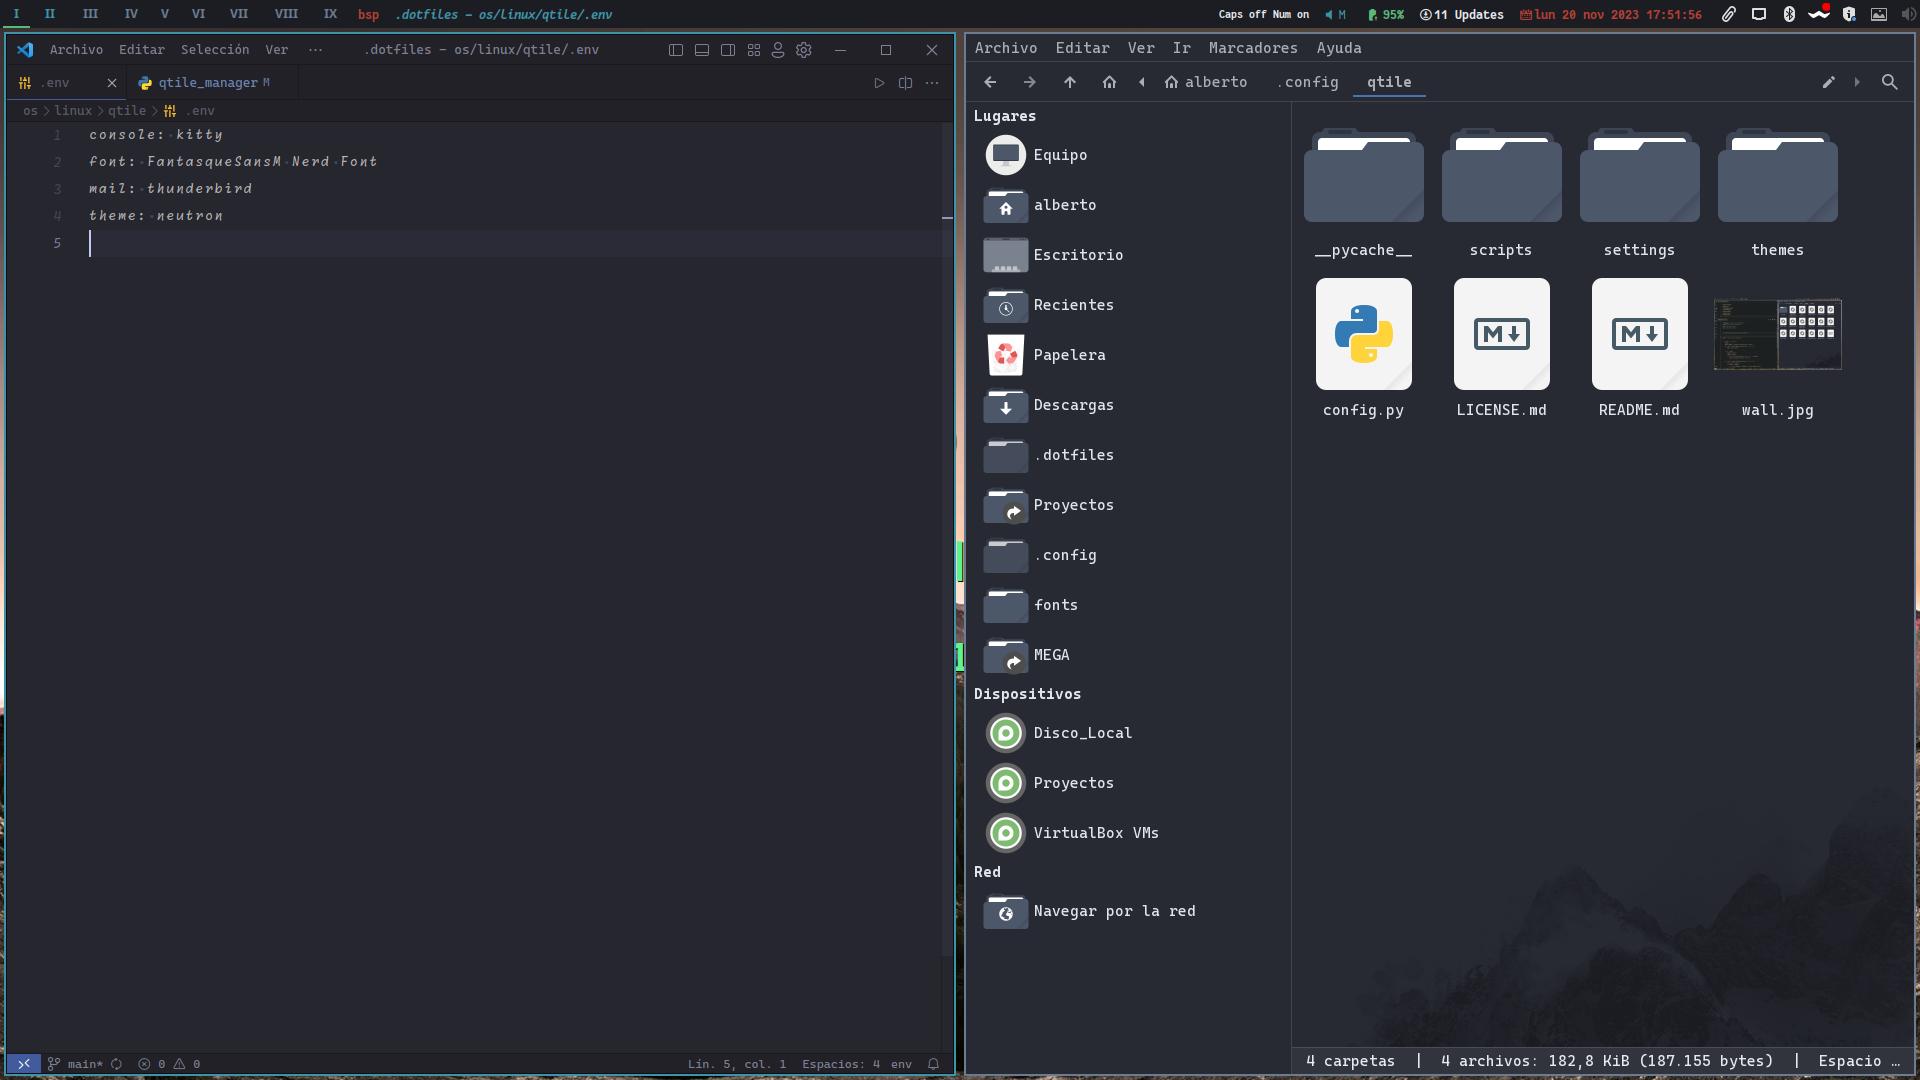 I II III IV V VI VII VIII IX bsp .dotfiles - os/linux/qtile/.env Caps off Num on M 95% 11 Updates lun 20 nov 2023 17:51:56
Archivo Editar Selección Ver ··· .dotfiles - os/linux/qtile/.env
.env qtile_manager M
os > linux > qtile > .env
1 console: kitty
2 font: FantasqueSansM Nerd Font
3 mail: thunderbird
4 theme: neutron
5
main* 0 0 Lin. 5, col. 1 Espacios: 4 env
Archivo Editar Ver Ir Marcadores Ayuda
alberto .config qtile
Lugares
Equipo
alberto
Escritorio
Recientes
Papelera
Descargas
.dotfiles
Proyectos
.config
fonts
MEGA
Dispositivos
Disco_Local
Proyectos
VirtualBox VMs
Red
Navegar por la red
__pycache__ scripts settings themes
config.py LICENSE.md README.md wall.jpg
4 carpetas | 4 archivos: 182,8 KiB (187.155 bytes) | Espacio …